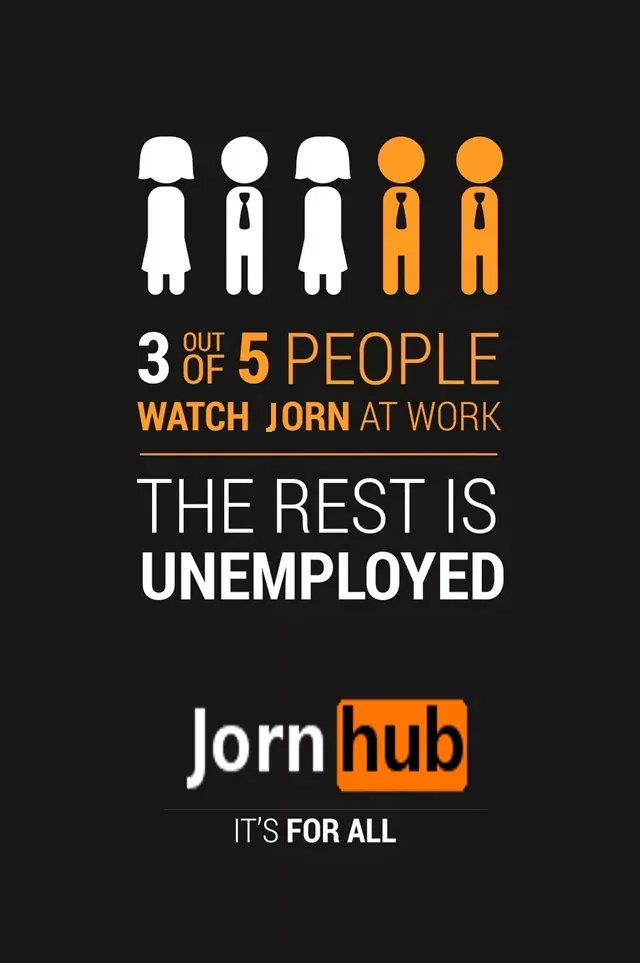 3 OUT OF 5 PEOPLE
WATCH JORN AT WORK
THE REST IS
UNEMPLOYED
Jorn hub
IT'S FOR ALL